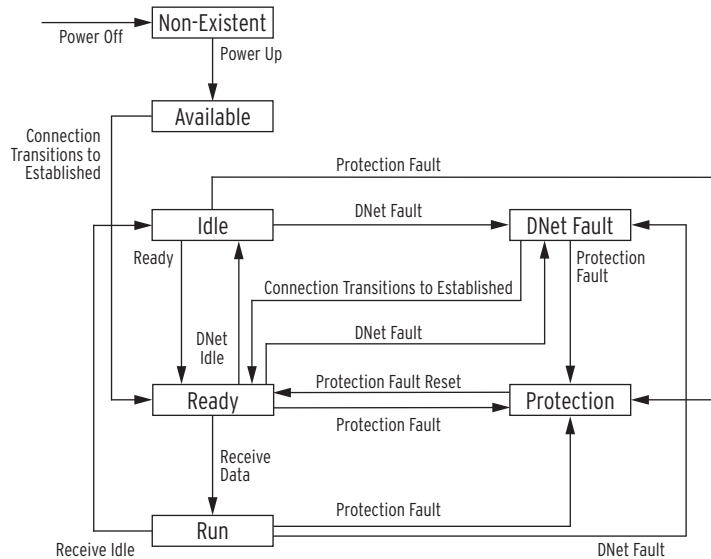 Non-Existent
Power Off
Power Up
Available
Connection
Transitions to
Established
Protection Fault
Idle
DNet Fault
DNet Fault
Ready
Protection
Fault
Connection Transitions to Established
DNet
Idle
DNet Fault
Ready
Protection Fault Reset
Protection
Protection Fault
Receive
Data
Run
Protection Fault
Receive Idle
DNet Fault